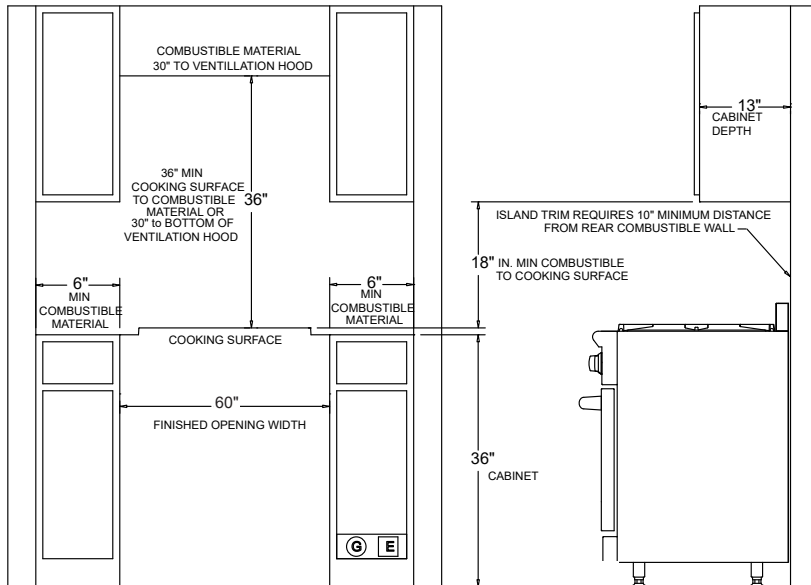 COMBUSTIBLE MATERIAL
30" TO VENTILLATION HOOD
36" MIN
COOKING SURFACE
TO COMBUSTIBLE
MATERIAL OR
30" to BOTTOM OF
VENTILATION HOOD
36"
6"
MIN
COMBUSTIBLE
MATERIAL
6"
MIN
COMBUSTIBLE
MATERIAL
COOKING SURFACE
60"
FINISHED OPENING WIDTH
G E
13"
CABINET
DEPTH
ISLAND TRIM REQUIRES 10" MINIMUM DISTANCE
FROM REAR COMBUSTIBLE WALL
18" IN. MIN COMBUSTIBLE
TO COOKING SURFACE
36"
CABINET